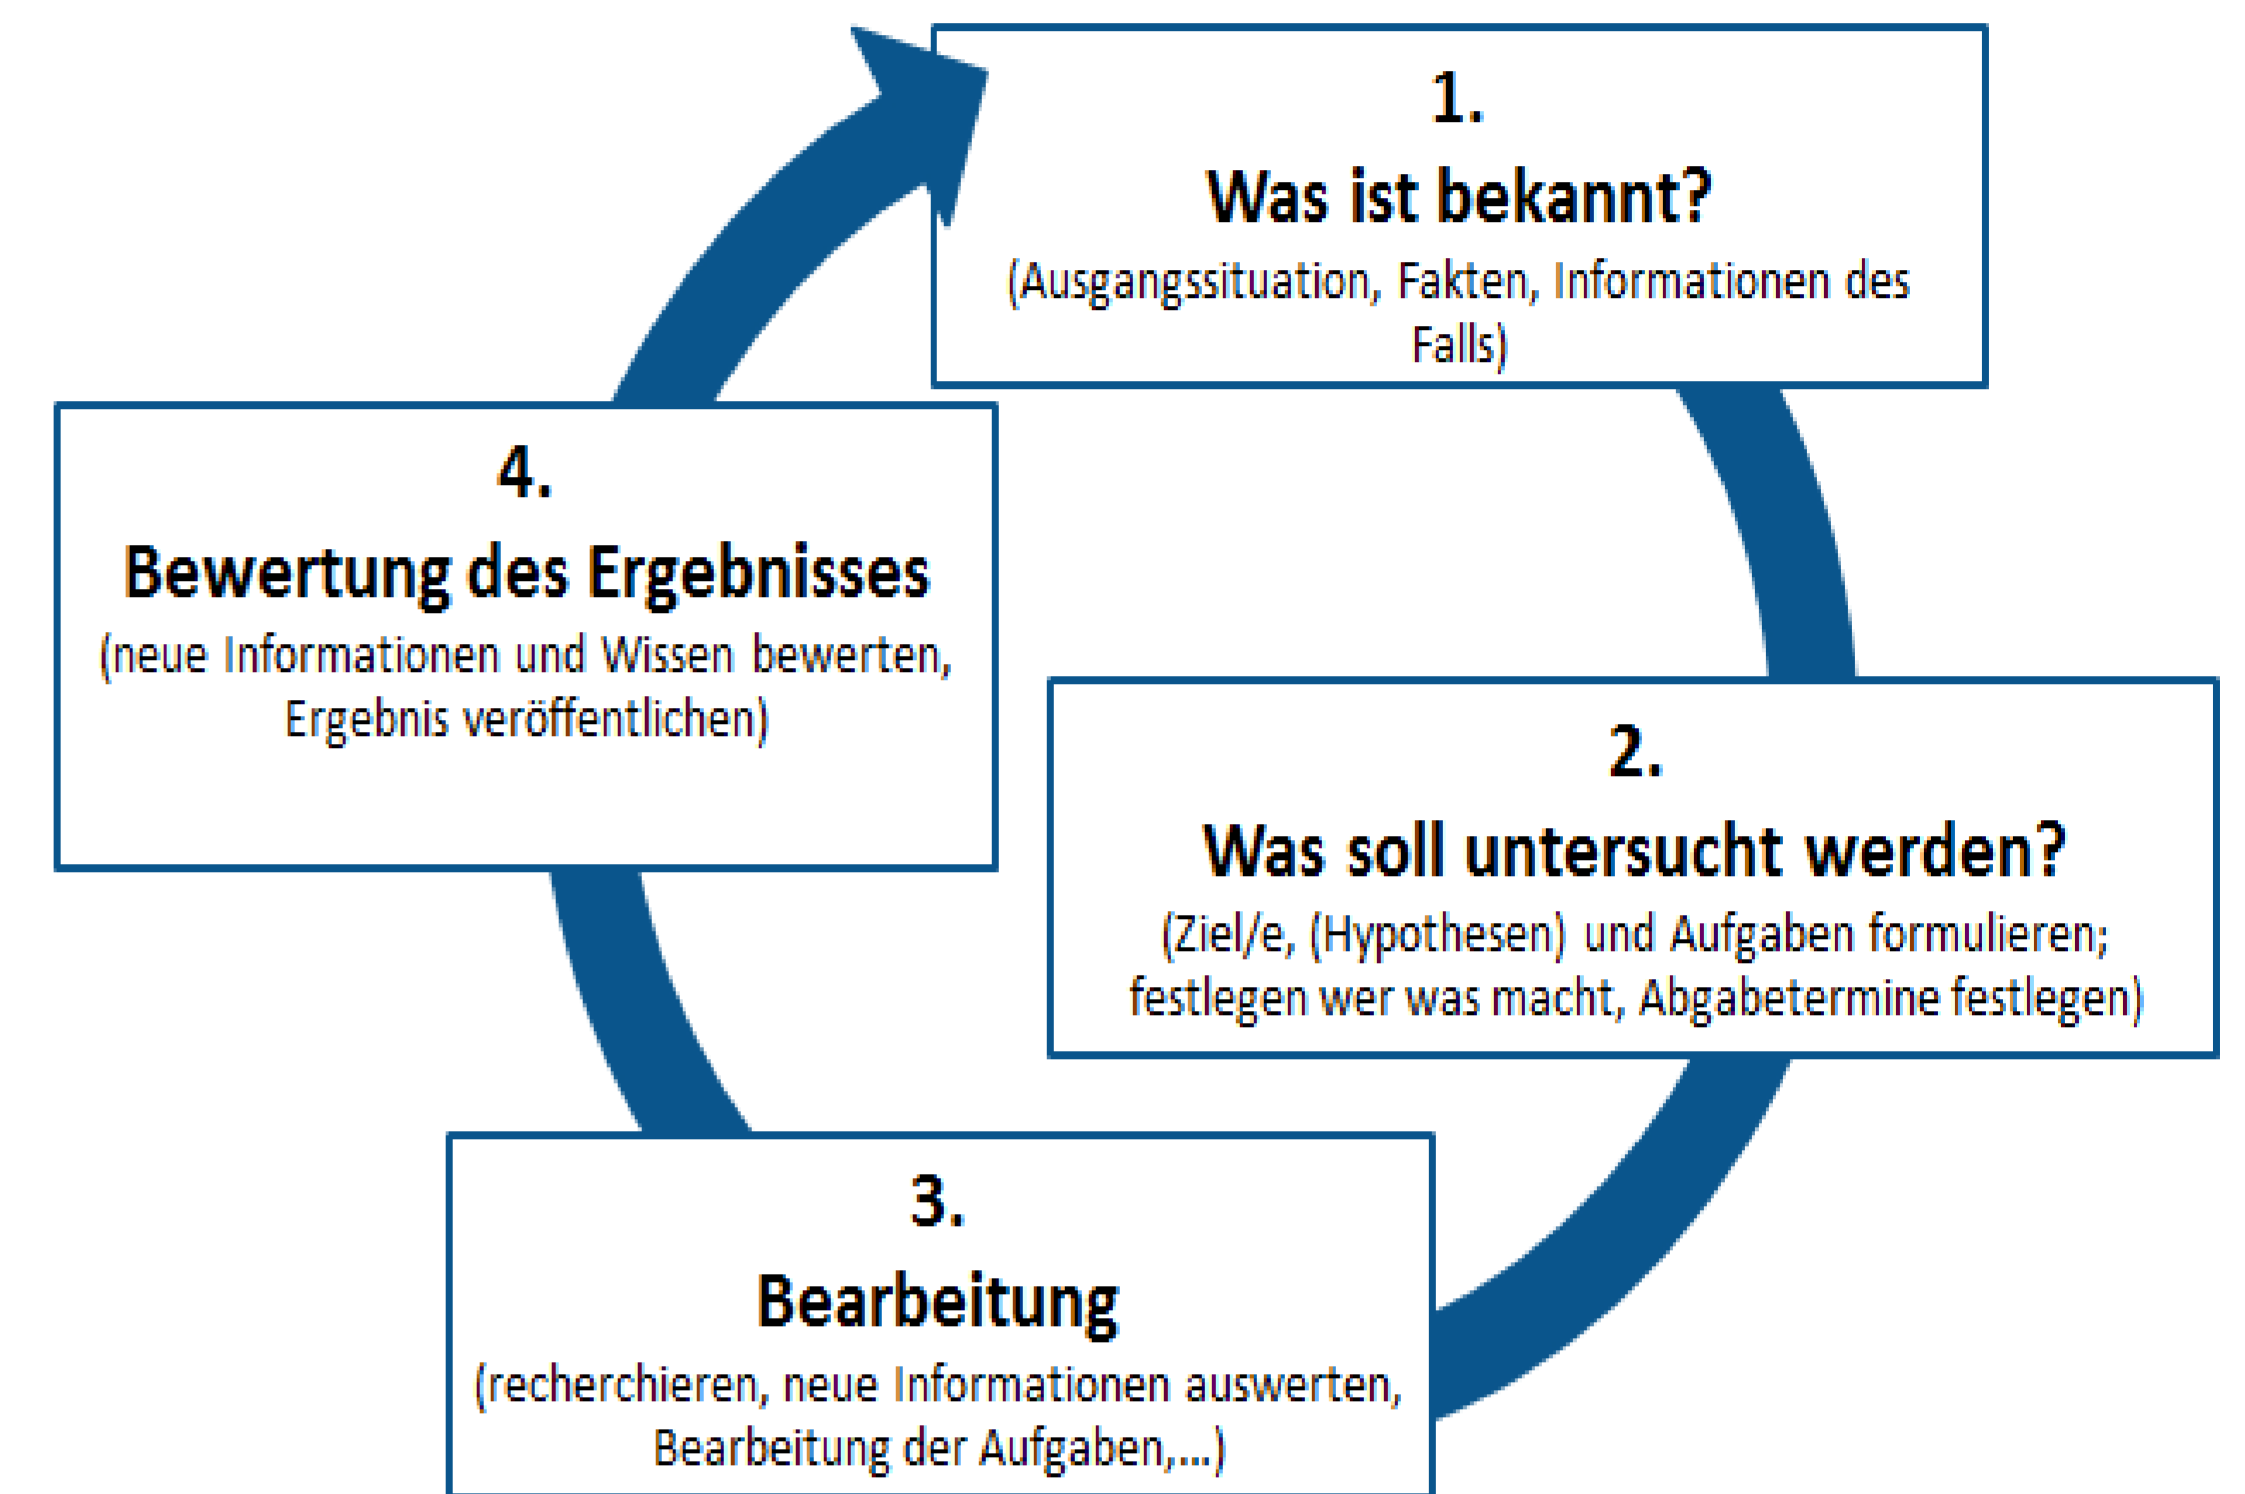 1.
Was ist bekannt?
(Ausgangssituation, Fakten, Informationen des
Falls)
2.
Was soll untersucht werden?
(Ziel/e, (Hypothesen) und Aufgaben formulieren;
festlegen wer was macht, Abgabetermine festlegen)
3.
Bearbeitung
(recherchieren, neue Informationen auswerten,
Bearbeitung der Aufgaben,...)
4.
Bewertung des Ergebnisses
(neue Informationen und Wissen bewerten,
Ergebnis veröffentlichen)